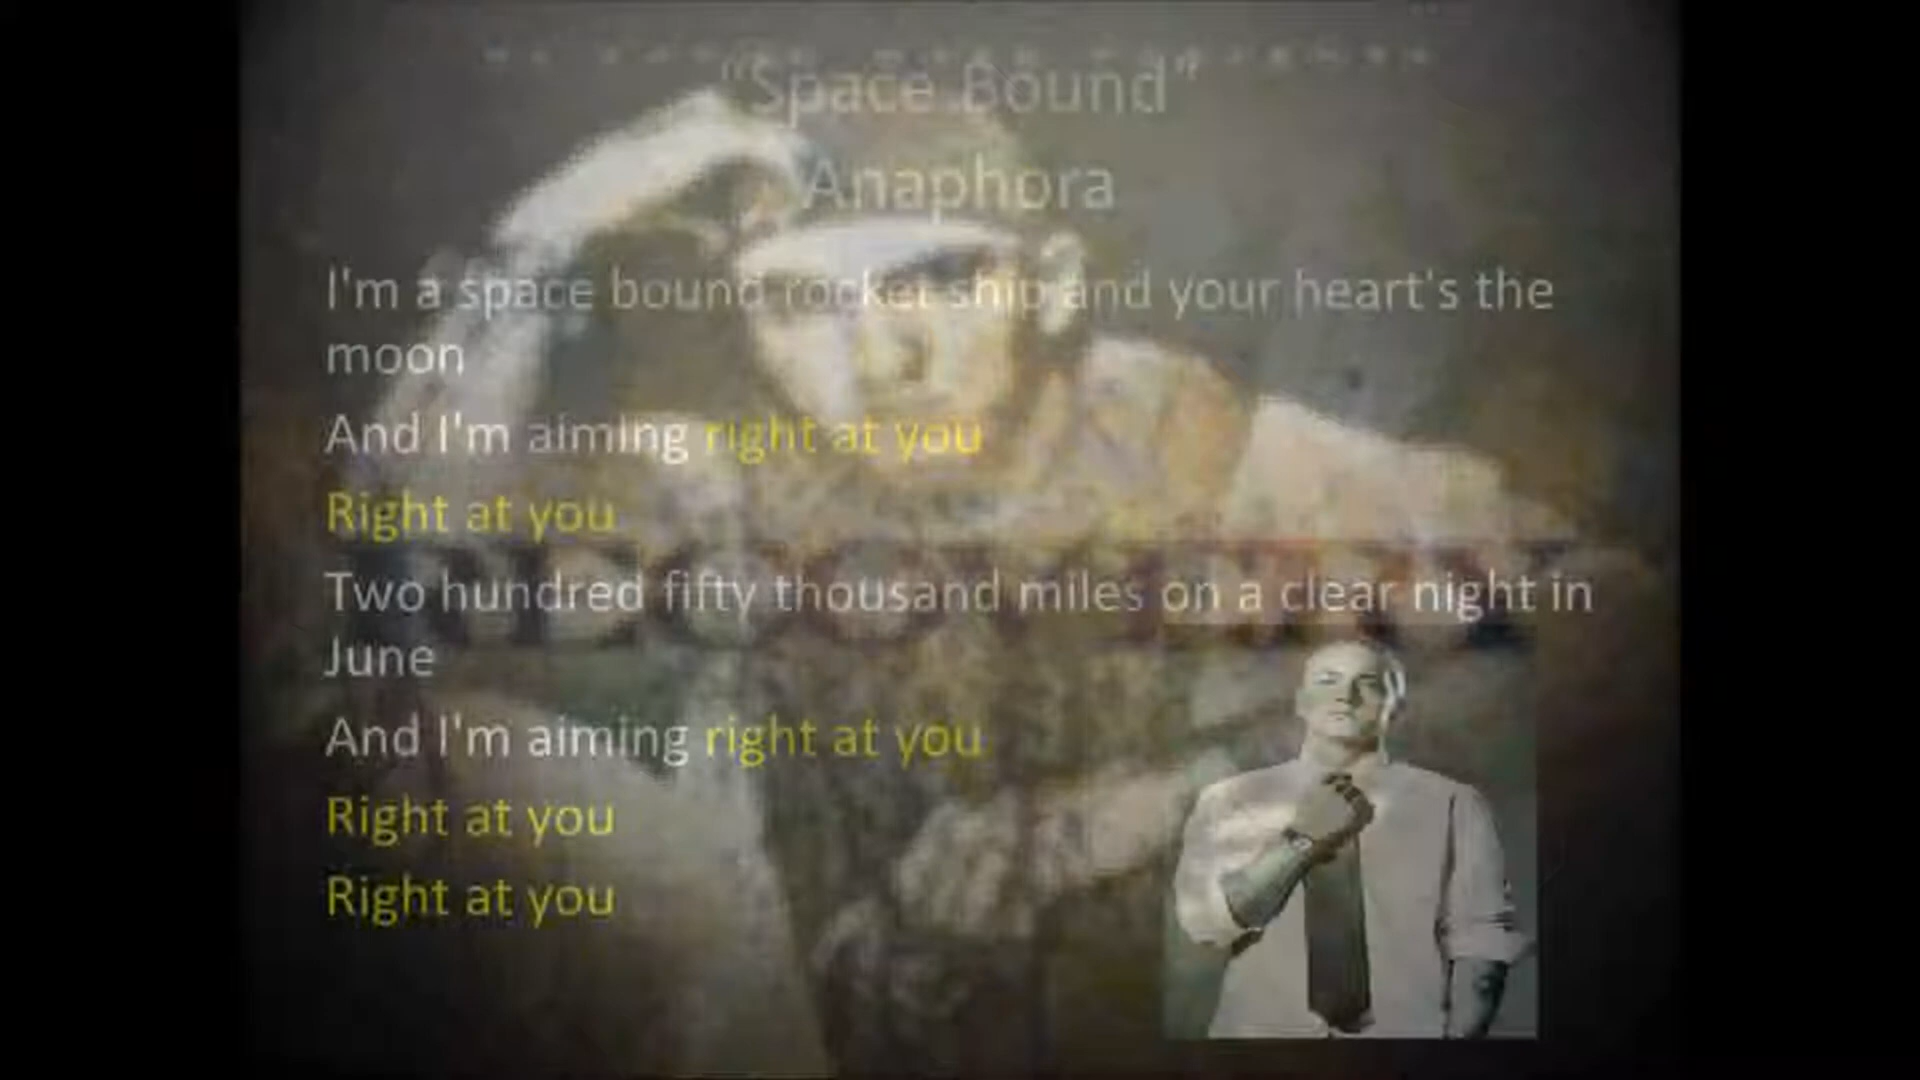 "Space Bound"
Anaphora
I'm a space bound rocket ship and your heart's the
moon
And I'm aiming right at you
Right at you
Two hundred fifty thousand miles on a clear night in
June
And I'm aiming right at you
Right at you
Right at you